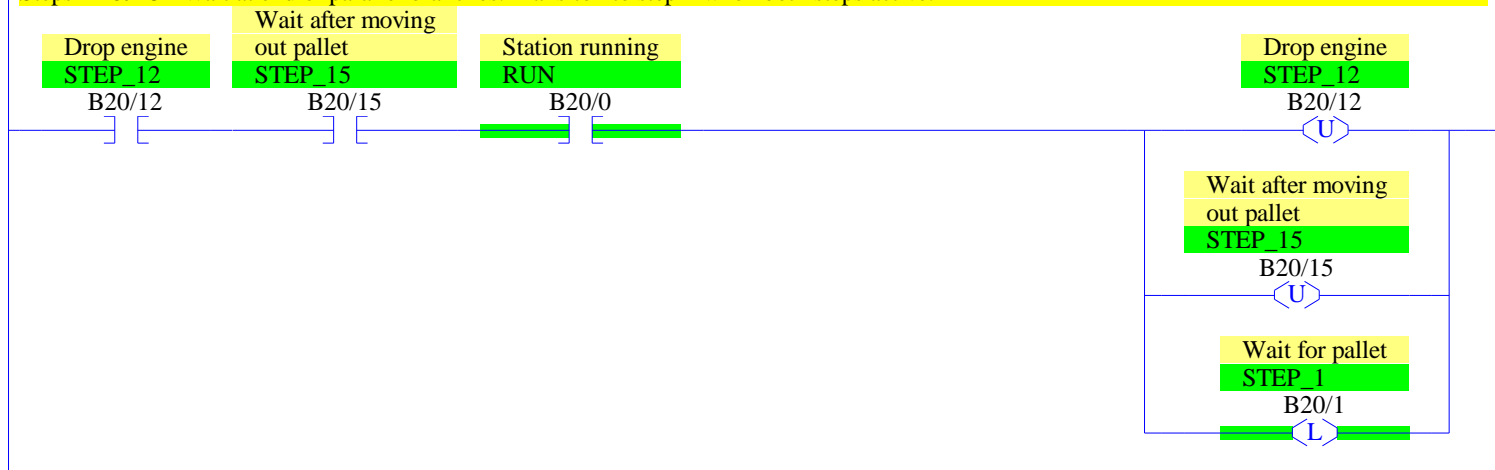 Wait after moving
Drop engine out pallet Station running Drop engine
STEP_12 STEP_15 RUN STEP_12
B20/12 B20/15 B20/0 B20/12
U
Wait after moving
out pallet
STEP_15
B20/15
U
Wait for pallet
STEP_1
B20/1
L